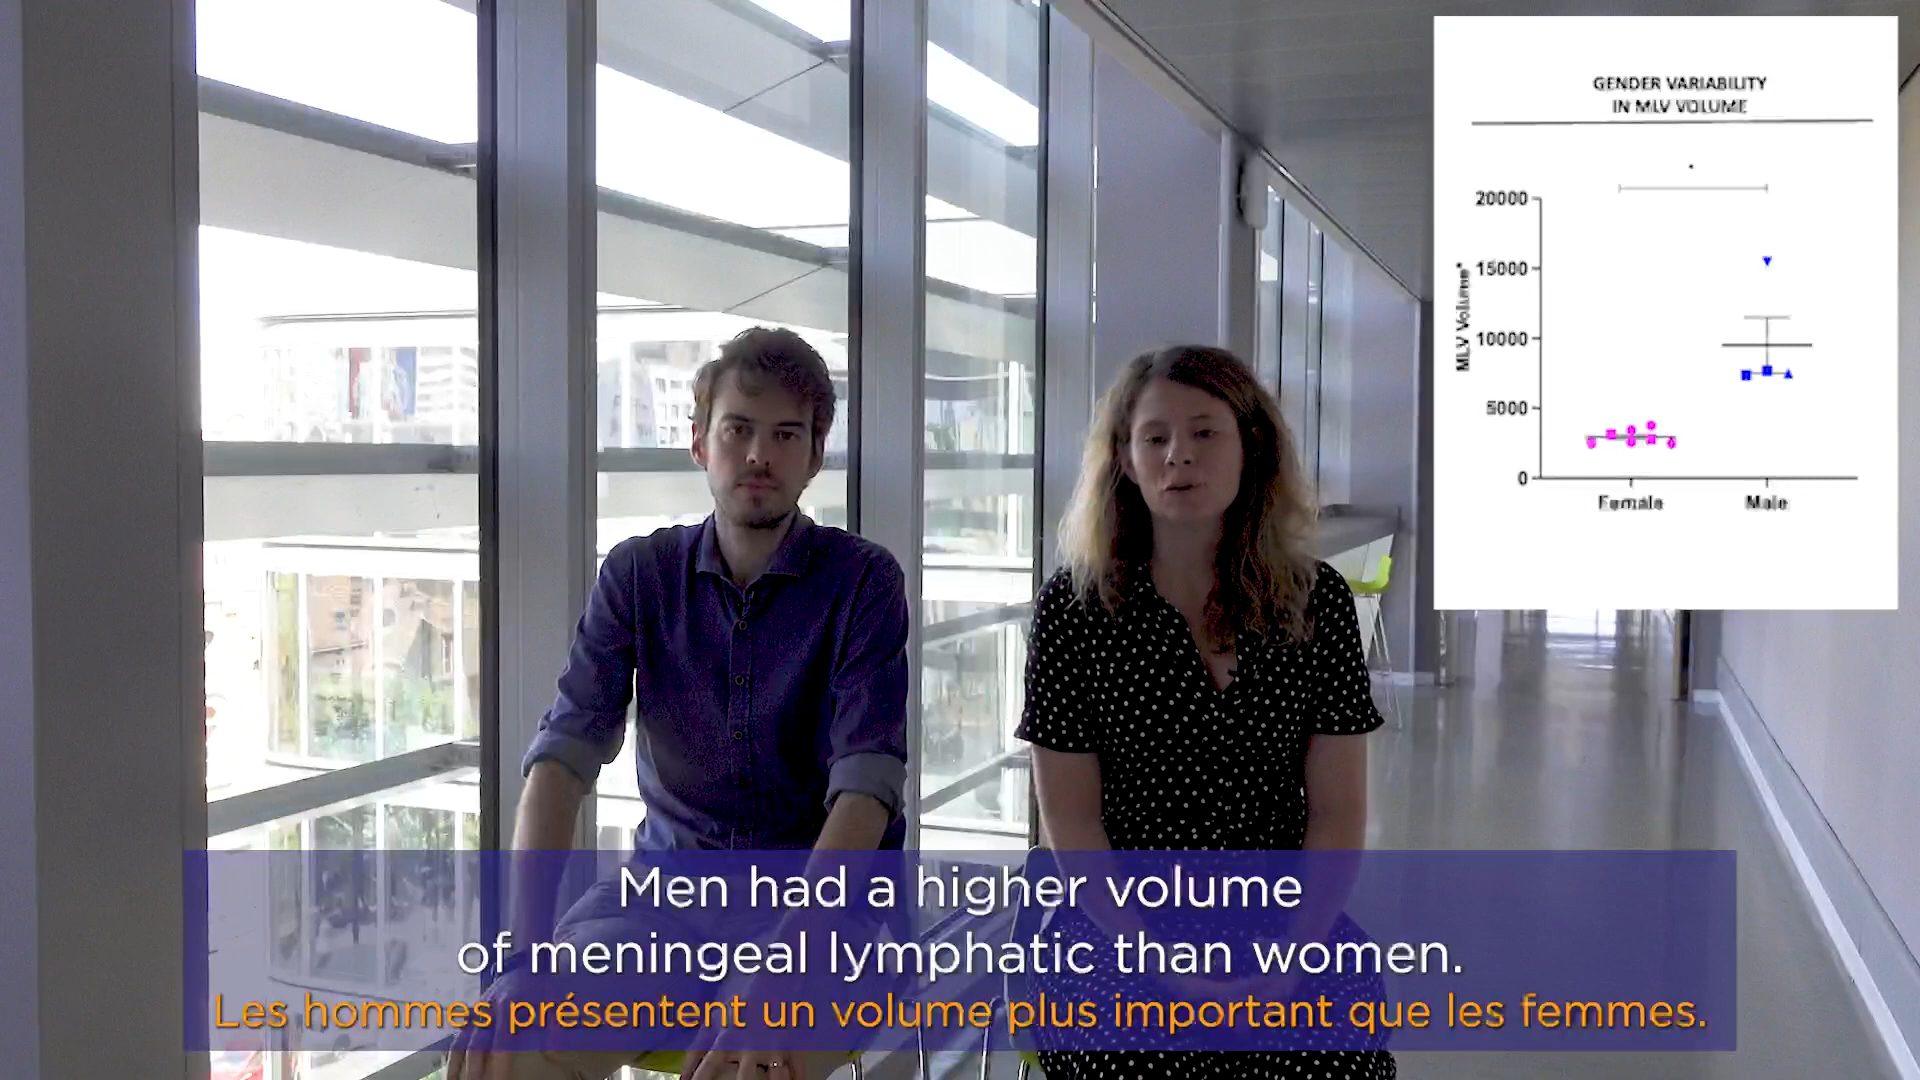 GENDER VARIABILITY
IN MLV VOLUME
*
20000
15000
10000
5000
0
MLV Volume*
Female
Male
Men had a higher volume
of meningeal lymphatic than women.
Les hommes présentent un volume plus important que les femmes.